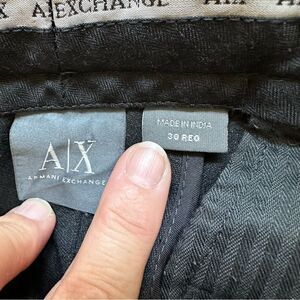 X A|EXCHANGE A|X A|
A|X
ARMANI EXCHANGE
MADE IN INDIA
30 REG